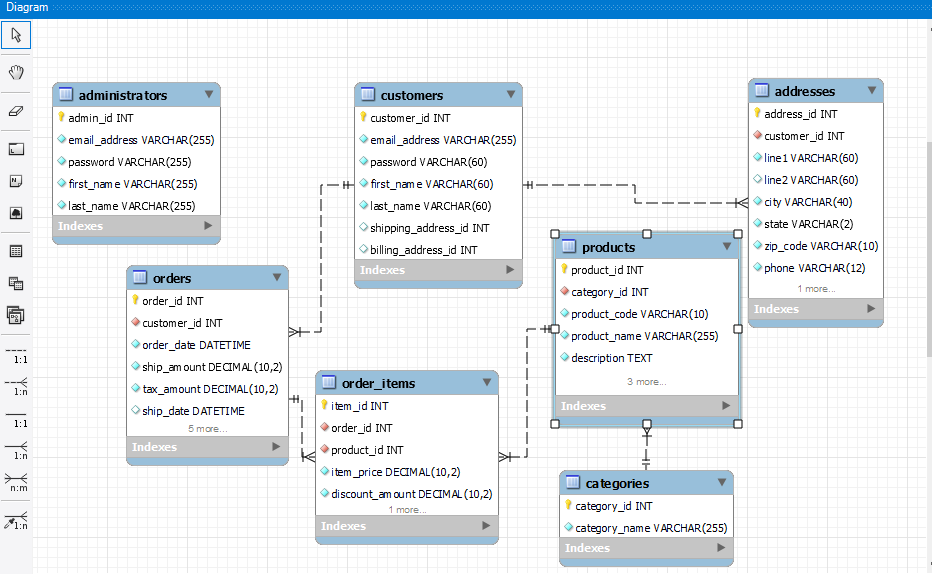 Diagram
administrators
admin_id INT
email_address VARCHAR(255)
password VARCHAR(255)
first_name VARCHAR(255)
last_name VARCHAR(255)
Indexes
customers
customer_id INT
email_address VARCHAR(255)
password VARCHAR(60)
first_name VARCHAR(60)
last_name VARCHAR(60)
shipping_address_id INT
billing_address_id INT
Indexes
addresses
address_id INT
customer_id INT
line1 VARCHAR(60)
line2 VARCHAR(60)
city VARCHAR(40)
state VARCHAR(2)
zip_code VARCHAR(10)
phone VARCHAR(12)
1 more...
Indexes
orders
order_id INT
customer_id INT
order_date DATETIME
ship_amount DECIMAL(10,2)
tax_amount DECIMAL(10,2)
ship_date DATETIME
5 more...
Indexes
products
product_id INT
category_id INT
product_code VARCHAR(10)
product_name VARCHAR(255)
description TEXT
3 more...
Indexes
order_items
item_id INT
order_id INT
product_id INT
item_price DECIMAL(10,2)
discount_amount DECIMAL(10,2)
1 more...
Indexes
categories
category_id INT
category_name VARCHAR(255)
Indexes
1:1
1:n
1:1
1:n
n:m
1:n